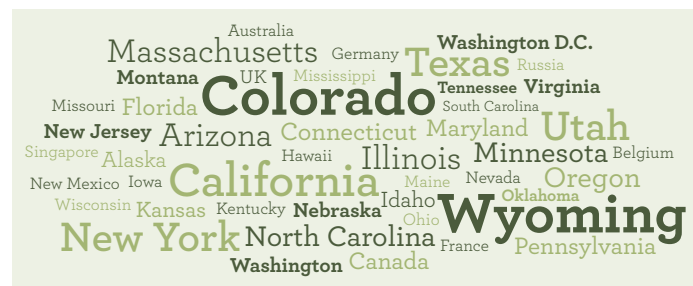 Australia
Massachusetts Germany Texas Washington D.C.
Montana UK Mississippi Russia
Missouri Florida Colorado Tennessee Virginia
South Carolina
New Jersey Arizona Connecticut Maryland Utah
Singapore Alaska Hawaii Illinois Minnesota Belgium
New Mexico Iowa California Maine Nevada Oregon
Wisconsin Kansas Kentucky Nebraska Idaho Oklahoma
Ohio Wyoming
New York North Carolina France Pennsylvania
Washington Canada